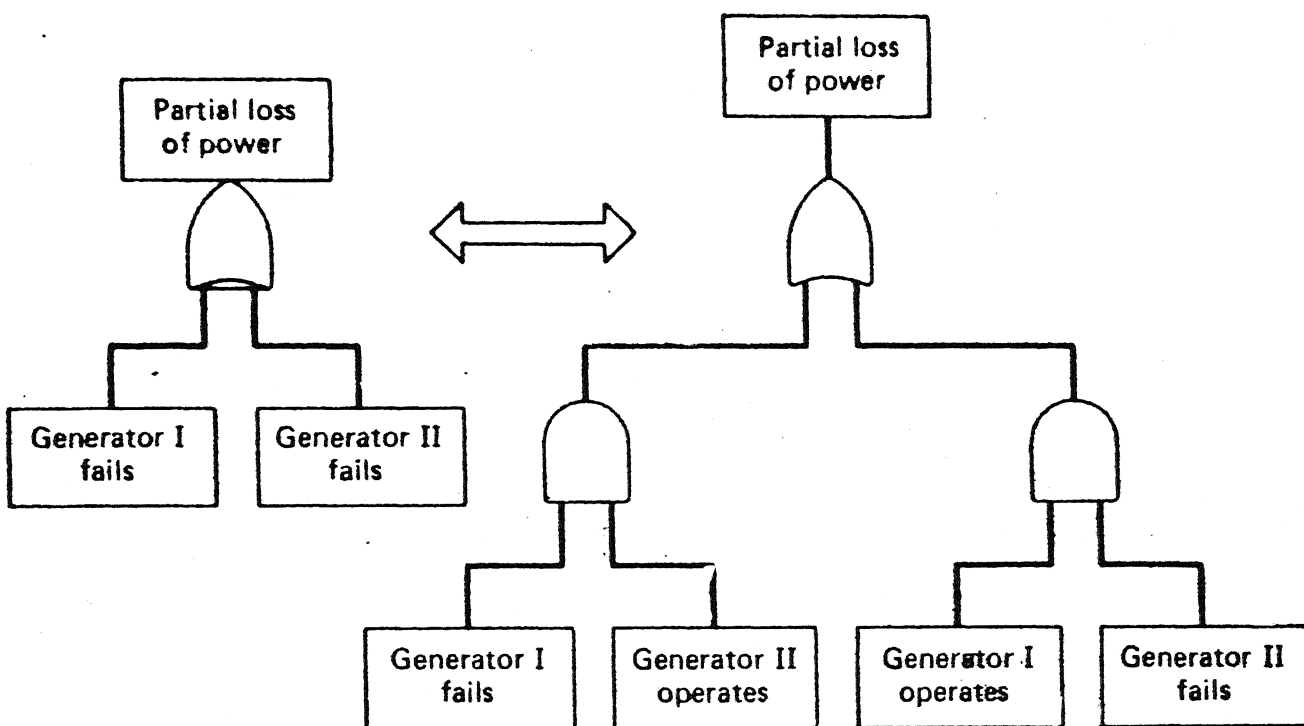 Partial loss
of power
Generator I
fails
Generator II
fails
Partial loss
of power
Generator I
fails
Generator II
operates
Generator I
operates
Generator II
fails